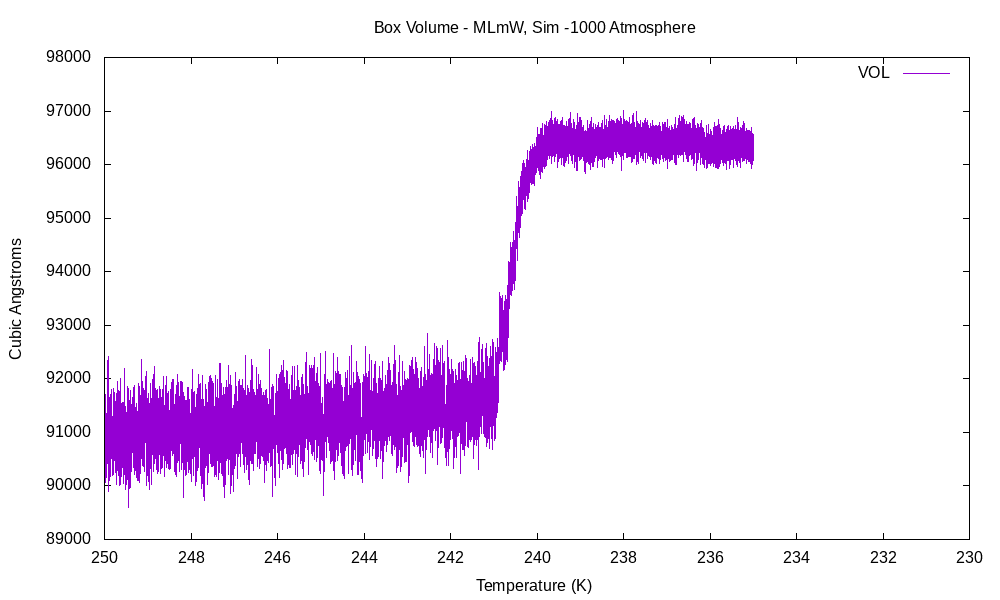 Box Volume - MLmW, Sim -1000 Atmosphere
VOL
98000
97000
96000
95000
94000
93000
92000
91000
90000
89000
Cubic Angstroms
250 248 246 244 242 240 238 236 234 232 230
Temperature (K)